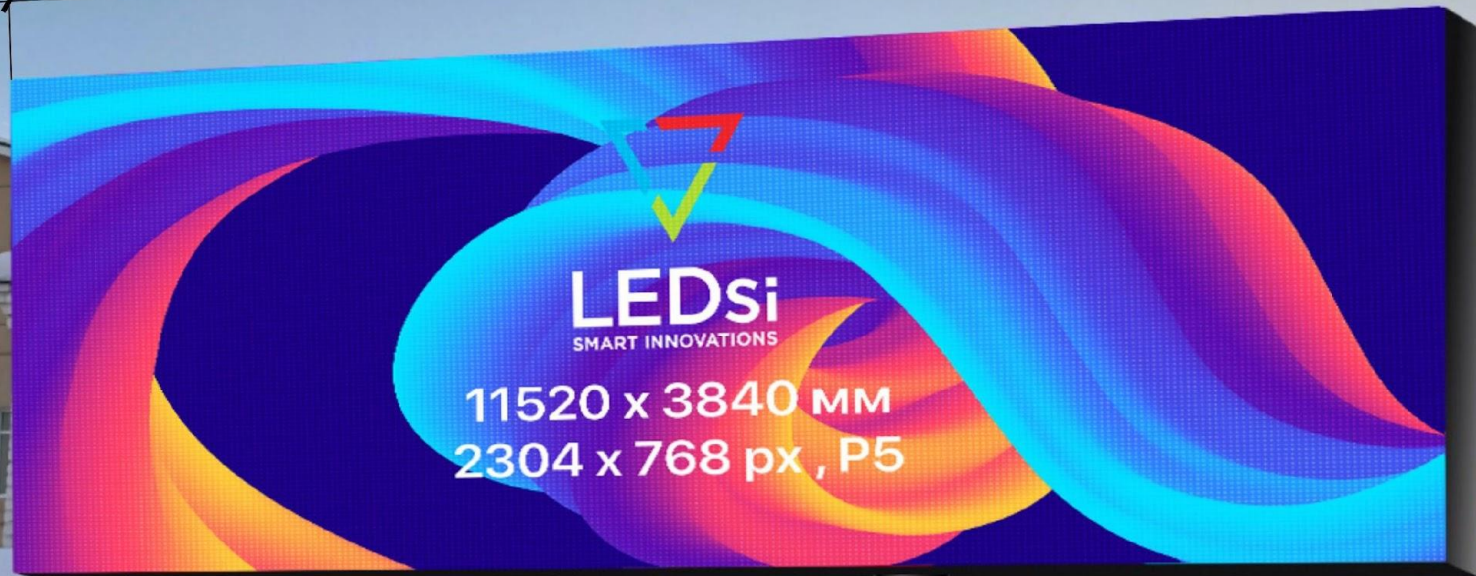 LEDsi
SMART INNOVATIONS
11520 x 3840 мм
2304 x 768 px , P5